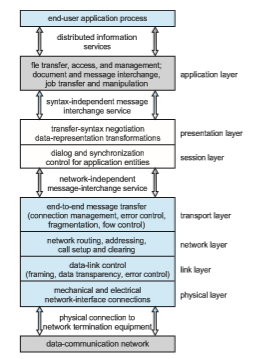 end-user application process
distributed information
services
file transfer, access, and management;
document and message interchange,
job transfer and manipulation
application layer
syntax-independent message
interchange service
transfer-syntax negotiation
data-representation transformations
presentation layer
dialog and synchronization
control for application entities
session layer
network-independent
message-interchange service
end-to-end message transfer
(connection management, error control,
fragmentation, fow control)
transport layer
network routing, addressing,
call setup and clearing
network layer
data-link control
(framing, data transparency, error control)
link layer
mechanical and electrical
network-interface connections
physical layer
physical connection to
network termination equipment
data-communication network